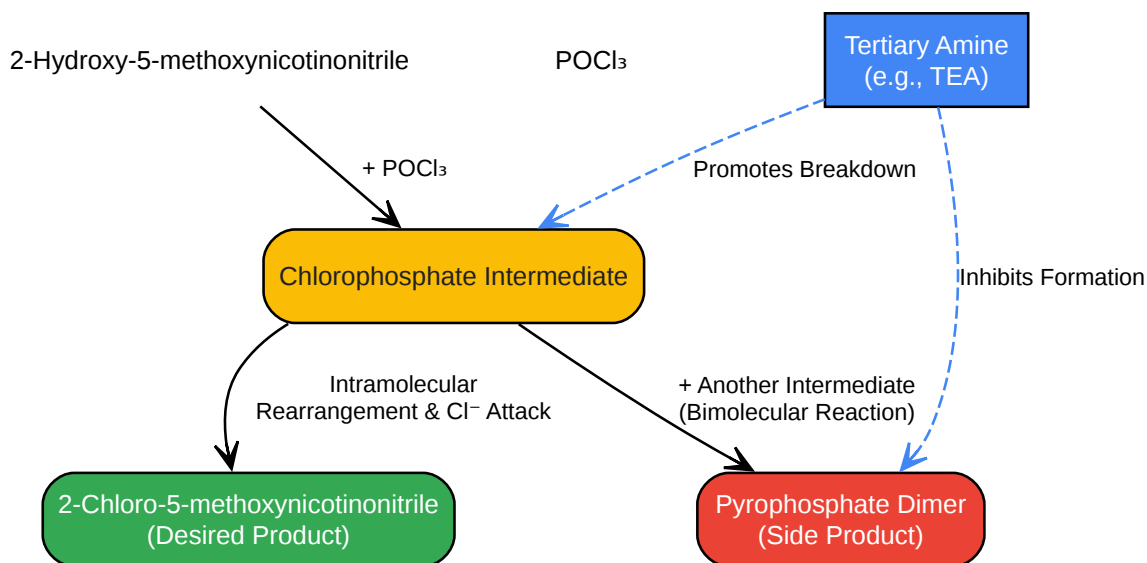 2-Hydroxy-5-methoxynicotinonitrile
POCl₃
Tertiary Amine
(e.g., TEA)
+ POCl₃
Promotes Breakdown
Chlorophosphate Intermediate
Inhibits Formation
Intramolecular
Rearrangement & Cl⁻ Attack
+ Another Intermediate
(Bimolecular Reaction)
2-Chloro-5-methoxynicotinonitrile
(Desired Product)
Pyrophosphate Dimer
(Side Product)